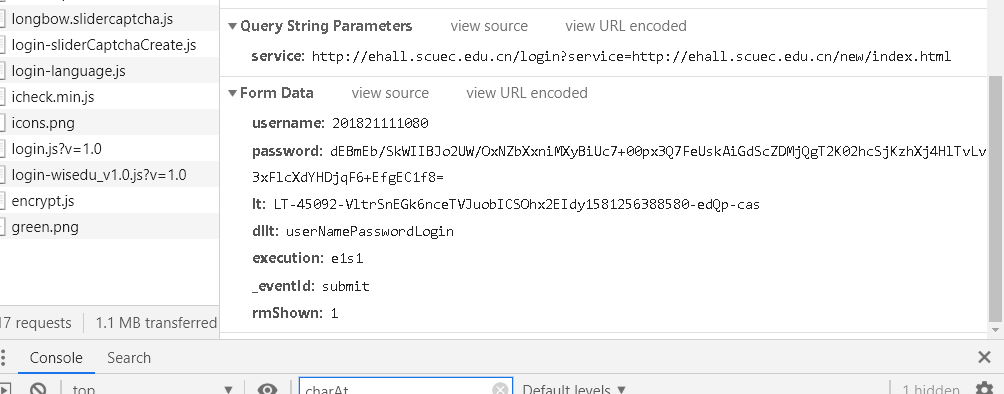 longbow.slidercaptcha.js
login-sliderCaptchaCreate.js
login-language.js
icheck.min.js
icons.png
login.js?v=1.0
login-wisedu_v1.0.js?v=1.0
encrypt.js
green.png
17 requests 1.1 MB transferred
Query String Parameters view source view URL encoded
service: http://ehall.scuec.edu.cn/login?service=http://ehall.scuec.edu.cn/new/index.html
Form Data view source view URL encoded
username: 201821111080
password: dEBmEb/SkWIIBJo2UW/OxNZbXxniMXyBiUc7+00px3Q7FeUskAiGdScZDMjQgT2K02hcSjKzhXj4HlTvLv
3xFlcXdYHDjqF6+EfgEC1f8=
lt: LT-45092-VltrSnEGk6nceTVJuobICSOhx2EIdy1581256388580-edQp-cas
dllt: userNamePasswordLogin
execution: e1s1
_eventId: submit
rmShown: 1
Console Search
top charAt Default levels ▼ 1 hidden